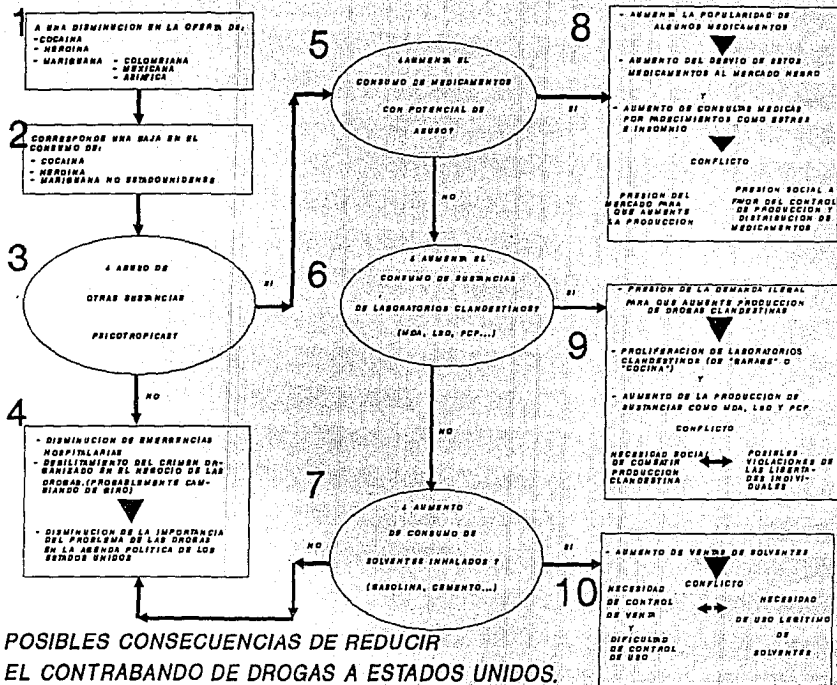 1
A UNA DISMINUCION EN LA OFERTA DE:
- COCAINA
- HEROINA
- MARIGUANA - COLOMBIANA
- MEXICANA
- ASIATICA
2
CORRESPONDE UNA BAJA EN EL
CONSUMO DE:
- COCAINA
- HEROINA
- MARIGUANA NO ESTADOUNIDENSE
3
¿ ABUSO DE
OTRAS SUSTANCIAS
PSICOTROPICAS?
SI
NO
4
- DISMINUCION DE EMERGENCIAS
HOSPITALARIAS
- DEBILITAMIENTO DEL CRIMEN OR-
GANIZADO EN EL NEGOCIO DE LAS
DROGAS.(PROBABLEMENTE CAM-
BIANDO DE GIRO)
- DISMINUCION DE LA IMPORTANCIA
DEL PROBLEMA DE LAS DROGAS
EN LA AGENDA POLITICA DE LOS
ESTADOS UNIDOS
5
¿AUMENTA EL
CONSUMO DE MEDICAMENTOS
CON POTENCIAL DE
ABUSO?
SI
NO
6
¿ AUMENTA EL
CONSUMO DE SUSTANCIAS
DE LABORATORIOS CLANDESTINOS?
(MDA, LSD, PCP...)
SI
NO
7
¿ AUMENTO
DE CONSUMO DE
SOLVENTES INHALADOS ?
(GASOLINA, CEMENTO...)
NO
SI
8
- AUMENTA LA POPULARIDAD DE
ALGUNOS MEDICAMENTOS
- AUMENTO DEL DESVIO DE ESTOS
MEDICAMENTOS AL MERCADO NEGRO
Y
- AUMENTO DE CONSULTAS MEDICAS
POR PADECIMIENTOS COMO ESTRES
E INSOMNIO
CONFLICTO
PRESION DEL
MERCADO PARA
QUE AUMENTE
LA PRODUCCION
PRESION SOCIAL A
FAVOR DEL CONTROL
DE PRODUCCION Y
DISTRIBUCION DE
MEDICAMENTOS
9
- PRESION DE LA DEMANDA ILEGAL
PARA QUE AUMENTE PRODUCCION
DE DROGAS CLANDESTINAS
- PROLIFERACION DE LABORATORIOS
CLANDESTINOS (DE "GARAGE" O
"COCINA")
Y
- AUMENTO DE LA PRODUCCION DE
SUSTANCIAS COMO MDA, LSD Y PCP
CONFLICTO
NECESIDAD SOCIAL
DE COMBATIR
PRODUCCION
CLANDESTINA
POSIBLES
VIOLACIONES DE
LAS LIBERTA-
DES INDIVI-
DUALES
10
- AUMENTO DE VENTAS DE SOLVENTES
CONFLICTO
NECESIDAD
DE CONTROL
DE VENTA
Y
DIFICULTAD
DE CONTROL
DE USO
NECESIDAD
DE USO LEGITIMO
DE
SOLVENTES
POSIBLES CONSECUENCIAS DE REDUCIR
EL CONTRABANDO DE DROGAS A ESTADOS UNIDOS.